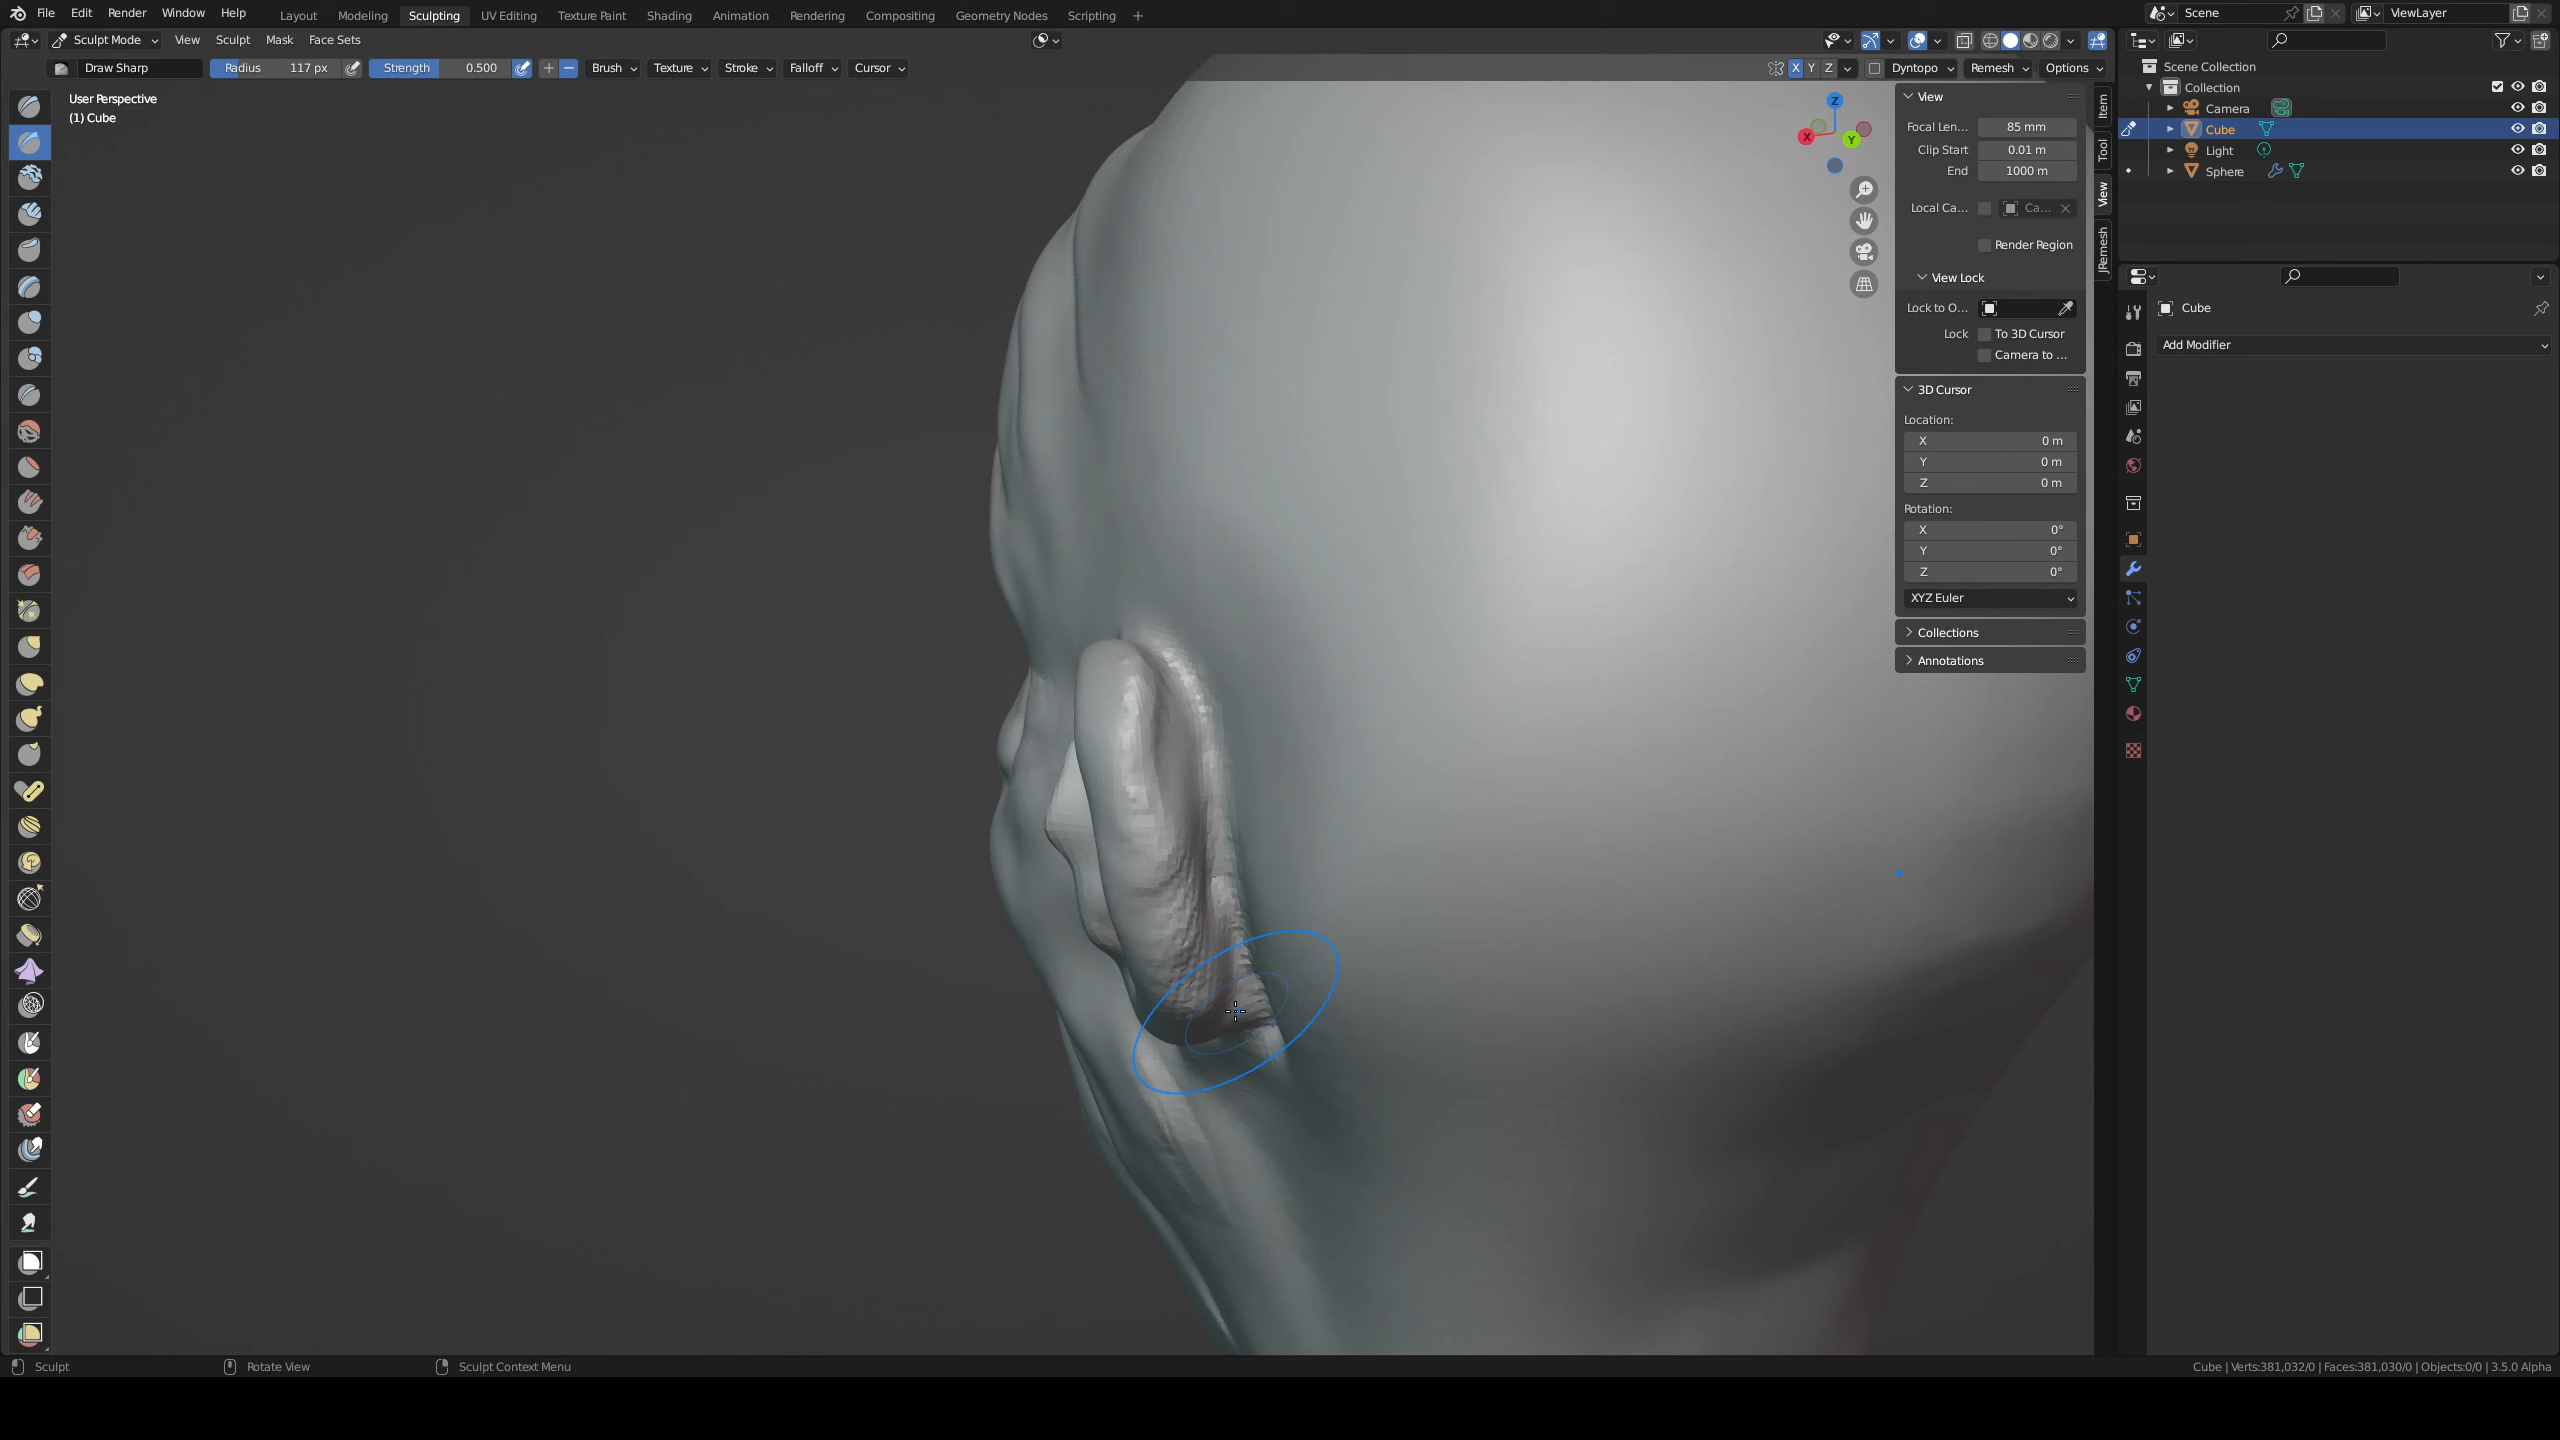 File Edit Render Window Help Layout Modeling Sculpting UV Editing Texture Paint Shading Animation Rendering Compositing Geometry Nodes Scripting + Scene ViewLayer
Sculpt Mode View Sculpt Mask Face Sets
Draw Sharp Radius 117 px Strength 0.500 Brush Texture Stroke Falloff Cursor X Y Z Dyntopo Remesh Options
User Perspective
(1) Cube
Z
X
Y
View
Focal Len... 85 mm
Clip Start 0.01 m
End 1000 m
Local Ca... Ca...
Render Region
View Lock
Lock to O...
Lock To 3D Cursor
Camera to ...
3D Cursor
Location:
X 0 m
Y 0 m
Z 0 m
Rotation:
X 0°
Y 0°
Z 0°
XYZ Euler
Collections
Annotations
Item
Tool
View
JRemesh
Scene Collection
Collection
Camera
Cube
Light
Sphere
Cube
Add Modifier
Sculpt Rotate View Sculpt Context Menu Cube | Verts:381,032/0 | Faces:381,030/0 | Objects:0/0 | 3.5.0 Alpha